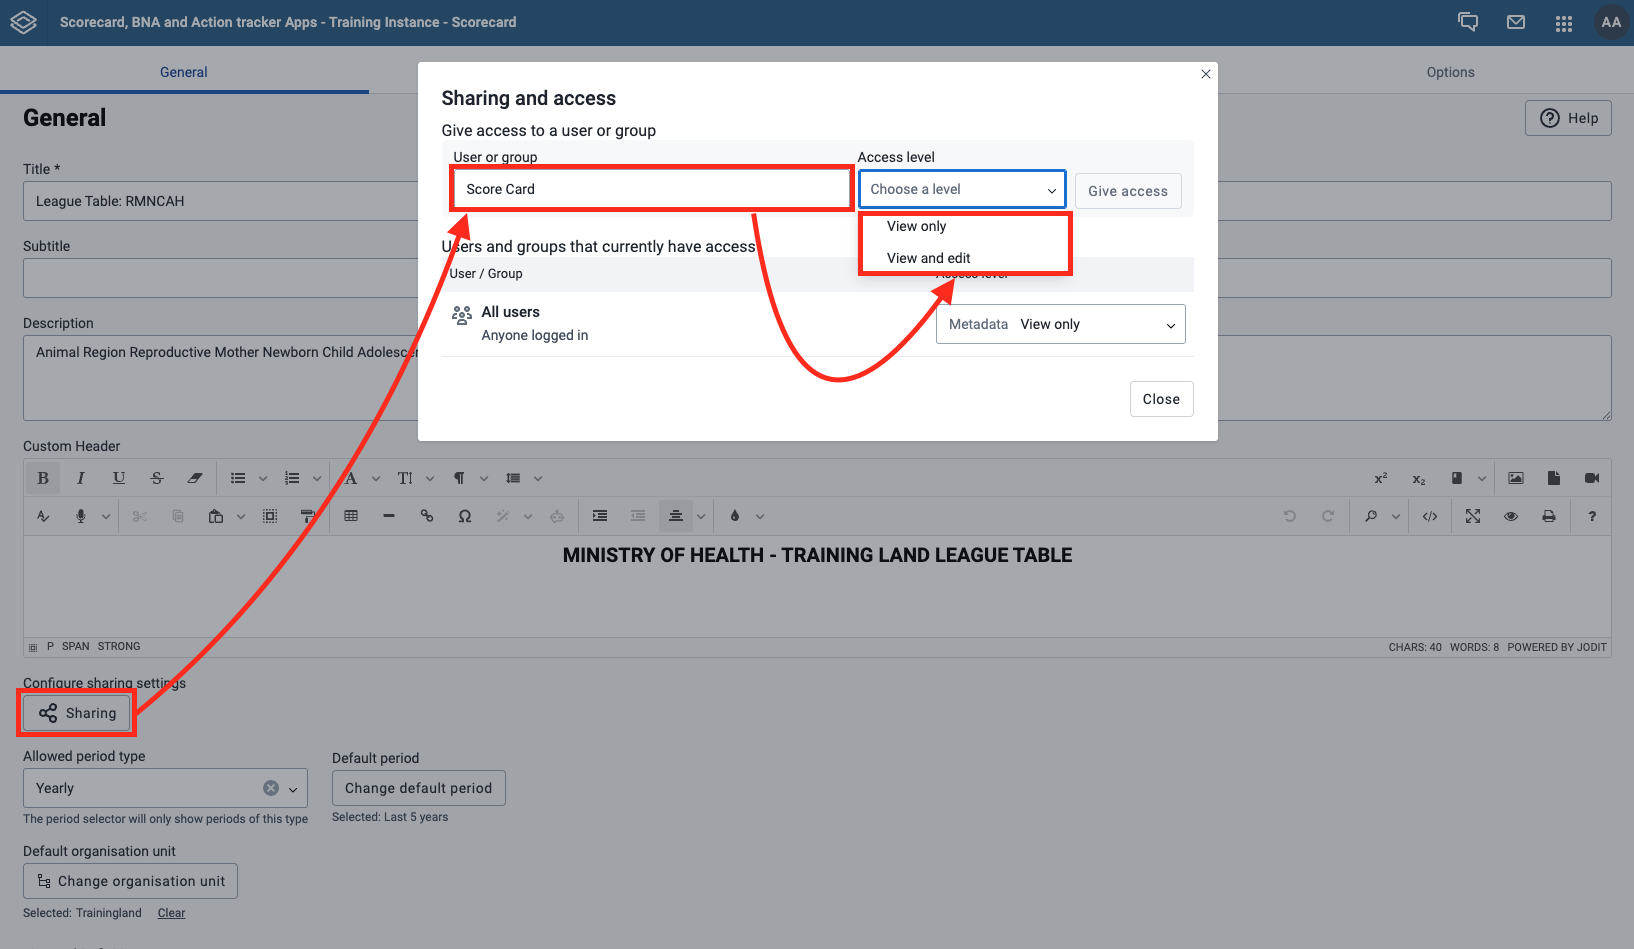 Scorecard, BNA and Action tracker Apps - Training Instance - Scorecard
AA
General
Options
General
Help
Title *
League Table: RMNCAH
Subtitle
Description
Animal Region Reproductive Mother Newborn Child Adolescen
Custom Header
MINISTRY OF HEALTH - TRAINING LAND LEAGUE TABLE
P SPAN STRONG
CHARS: 40 WORDS: 8 POWERED BY JODIT
Configure sharing settings
Sharing
Allowed period type
Yearly
The period selector will only show periods of this type
Default period
Change default period
Selected: Last 5 years
Default organisation unit
Change organisation unit
Selected: Trainingland Clear
Sharing and access
Give access to a user or group
User or group
Score Card
Access level
Choose a level
Give access
View only
View and edit
Users and groups that currently have access
User / Group
Access level
All users
Anyone logged in
Metadata View only
Close